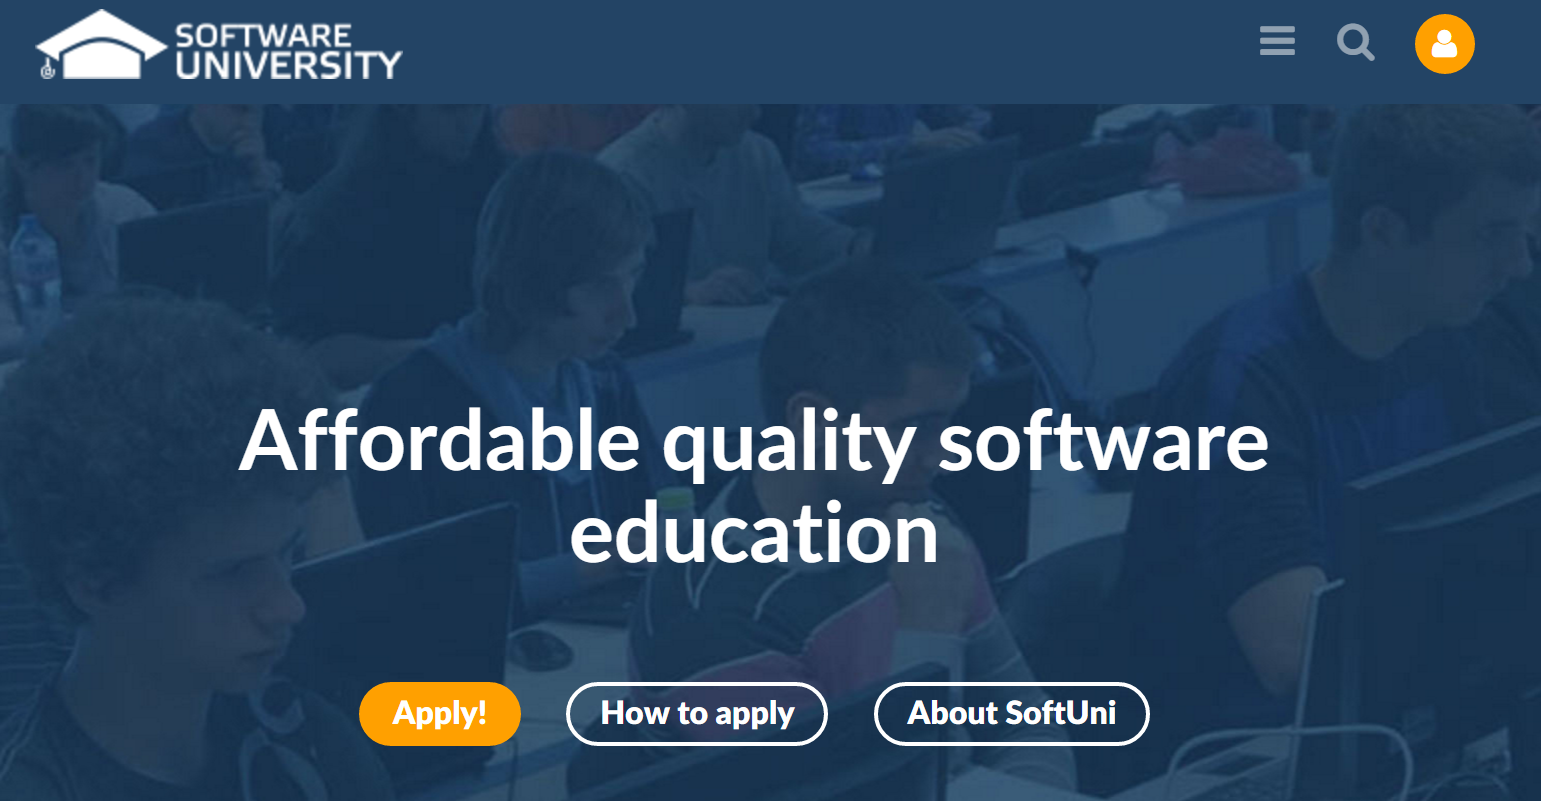 SOFTWARE
UNIVERSITY
Affordable quality software
education
Apply!
How to apply
About SoftUni